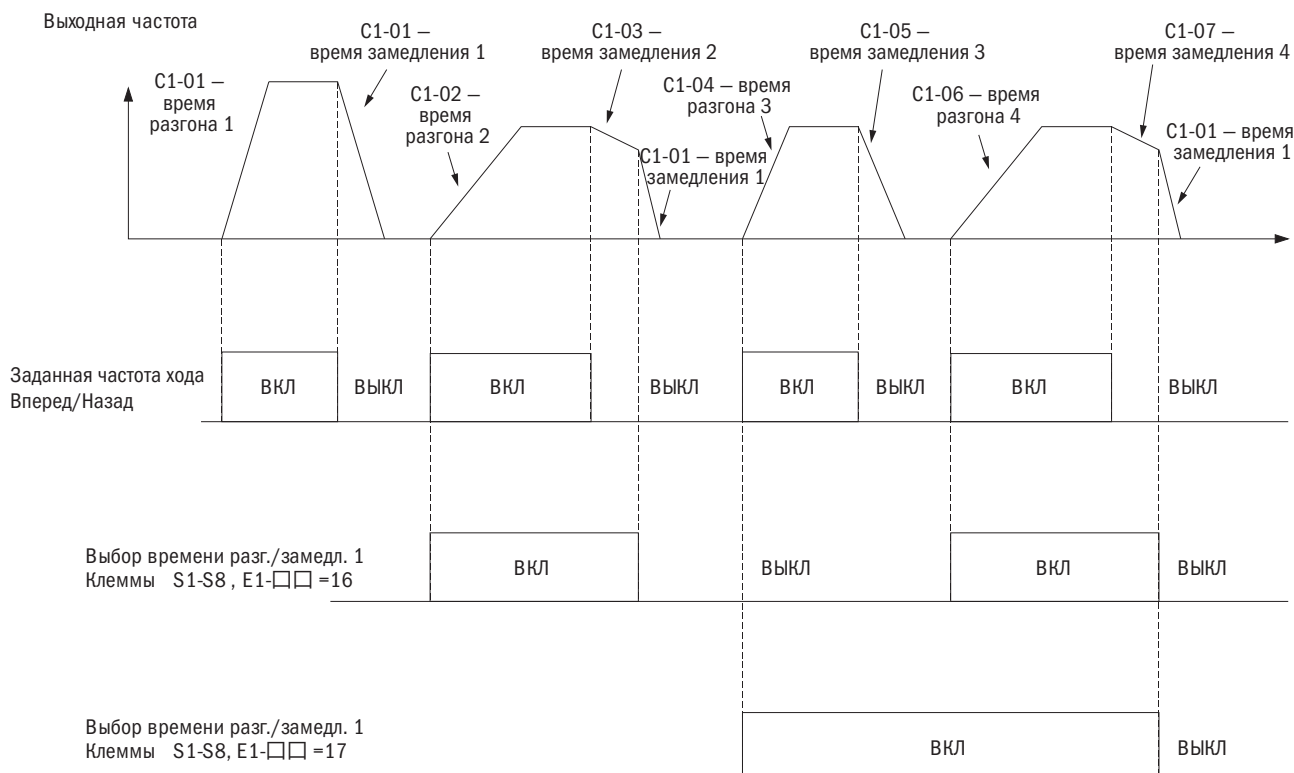 Выходная частота
C1-01 —
время замедления 1
C1-03 —
время замедления 2
C1-05 —
время замедления 3
C1-07 —
время замедления 4
C1-01 —
время
разгона 1
C1-02 —
время
разгона 2
C1-01 — время
замедления 1
C1-04 — время
разгона 3
C1-06 — время
разгона 4
C1-01 — время
замедления 1
Заданная частота хода
Вперед/Назад
ВКЛ
ВЫКЛ
ВКЛ
ВЫКЛ
ВКЛ
ВЫКЛ
ВКЛ
ВЫКЛ
Выбор времени разг./замедл. 1
Клеммы S1-S8 , E1-□□ =16
ВКЛ
ВЫКЛ
ВКЛ
ВЫКЛ
Выбор времени разг./замедл. 1
Клеммы S1-S8, E1-□□ =17
ВКЛ
ВЫКЛ